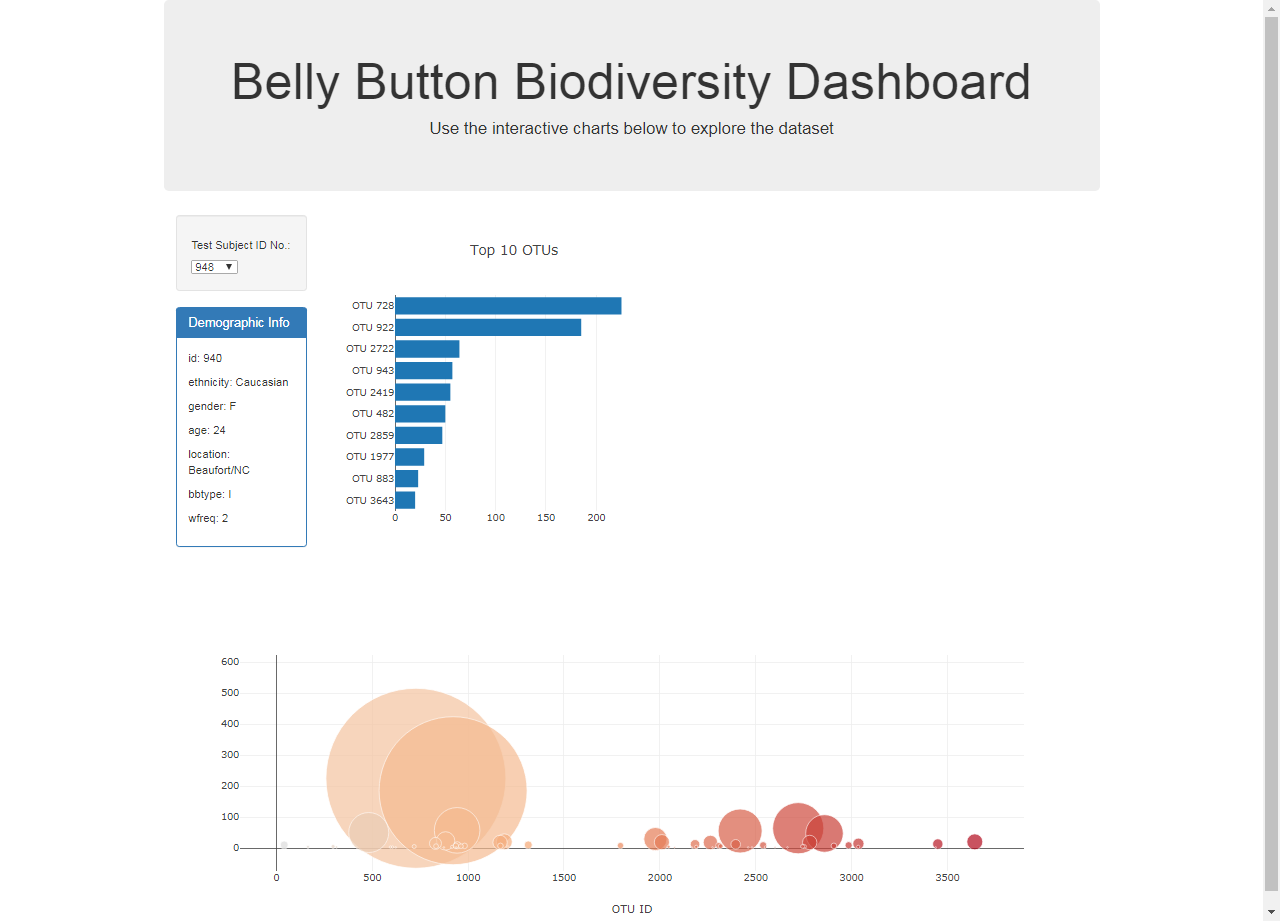 Belly Button Biodiversity Dashboard
Use the interactive charts below to explore the dataset
Test Subject ID No.:
948
Demographic Info
id: 940
ethnicity: Caucasian
gender: F
age: 24
location:
Beaufort/NC
bbtype: I
wfreq: 2
Top 10 OTUs
OTU 728
OTU 922
OTU 2722
OTU 943
OTU 2419
OTU 482
OTU 2859
OTU 1977
OTU 883
OTU 3643
0 50 100 150 200
600
500
400
300
200
100
0
0 500 1000 1500 2000 2500 3000 3500
OTU ID